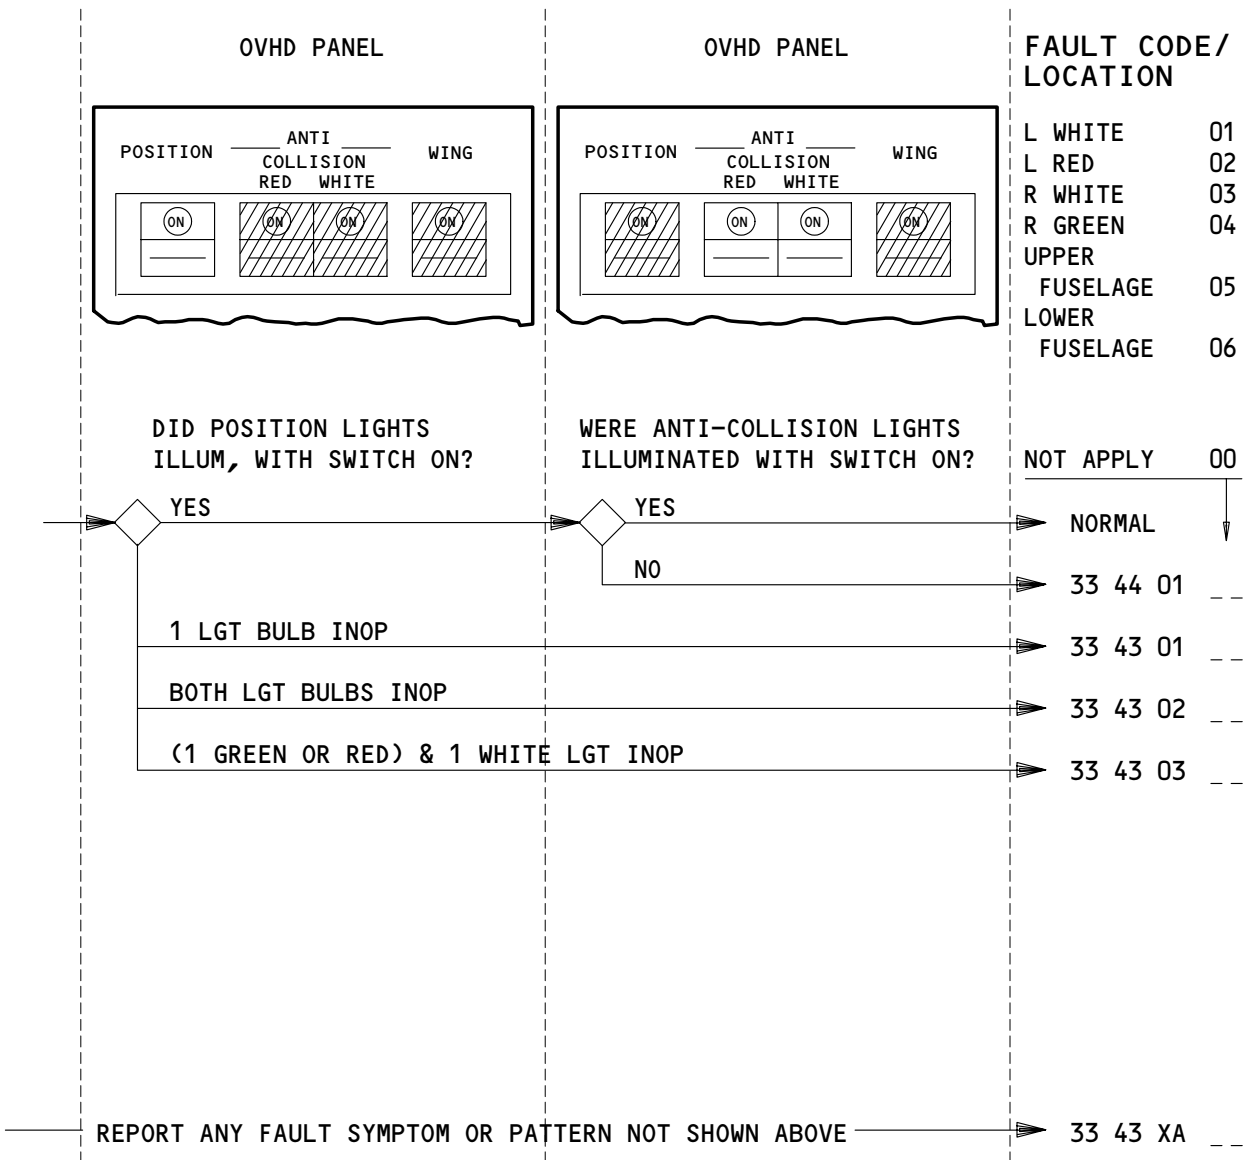 OVHD PANEL
OVHD PANEL
FAULT CODE/
LOCATION
POSITION
ANTI
COLLISION
RED WHITE
WING
ON
ON
ON
ON
POSITION
ANTI
COLLISION
RED WHITE
WING
ON
ON
ON
ON
L WHITE 01
L RED 02
R WHITE 03
R GREEN 04
UPPER
FUSELAGE 05
LOWER
FUSELAGE 06
DID POSITION LIGHTS
ILLUM, WITH SWITCH ON?
WERE ANTI-COLLISION LIGHTS
ILLUMINATED WITH SWITCH ON?
NOT APPLY 00
YES
YES
NORMAL
NO
33 44 01 _ _
1 LGT BULB INOP
33 43 01 _ _
BOTH LGT BULBS INOP
33 43 02 _ _
(1 GREEN OR RED) & 1 WHITE LGT INOP
33 43 03 _ _
REPORT ANY FAULT SYMPTOM OR PATTERN NOT SHOWN ABOVE
33 43 XA _ _